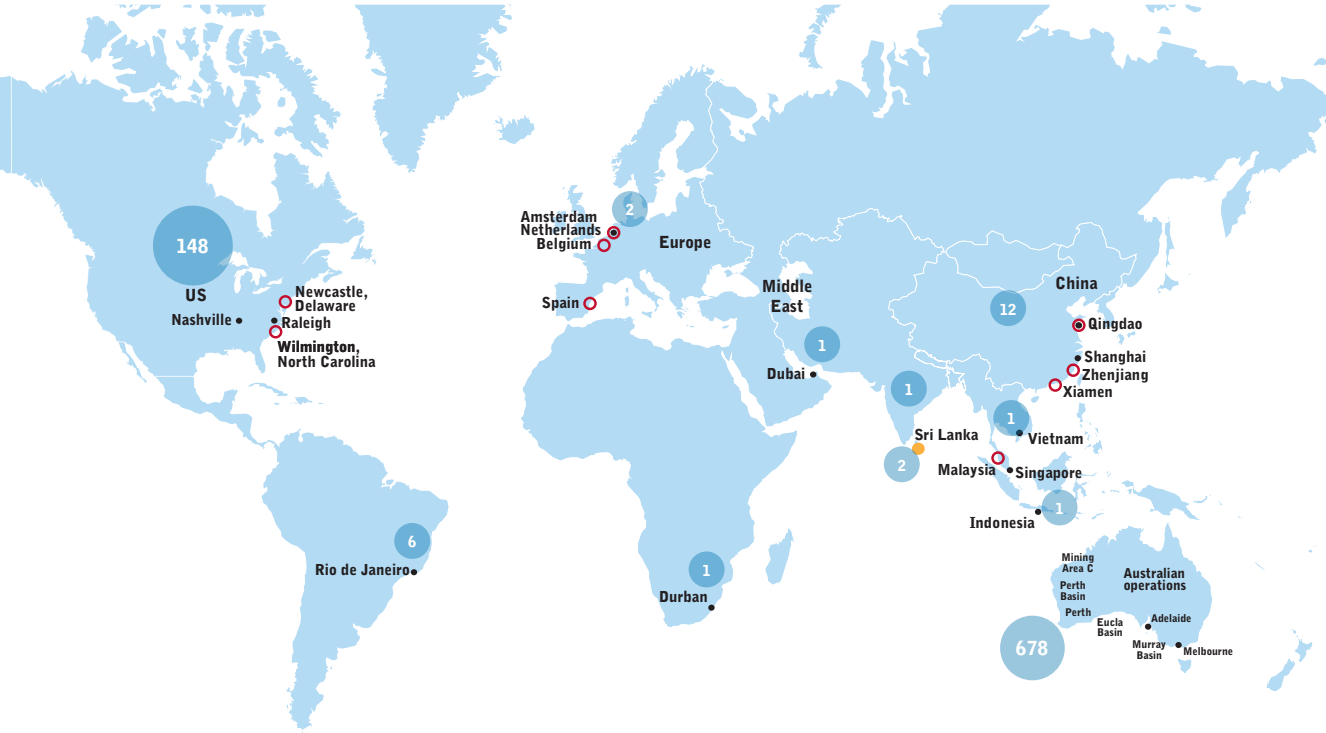 148
US
Nashville
Newcastle,
Delaware
Raleigh
Wilmington,
North Carolina
6
Rio de Janeiro
2
Amsterdam
Netherlands
Belgium
Europe
Spain
Middle
East
1
Dubai
1
Durban
China
12
Qingdao
Shanghai
Zhenjiang
Xiamen
1
1
Vietnam
Sri Lanka
2
Malaysia
Singapore
1
Indonesia
Mining
Area C
Perth
Basin
Perth
Australian
operations
Eucla
Basin
Adelaide
Murray
Basin
Melbourne
678